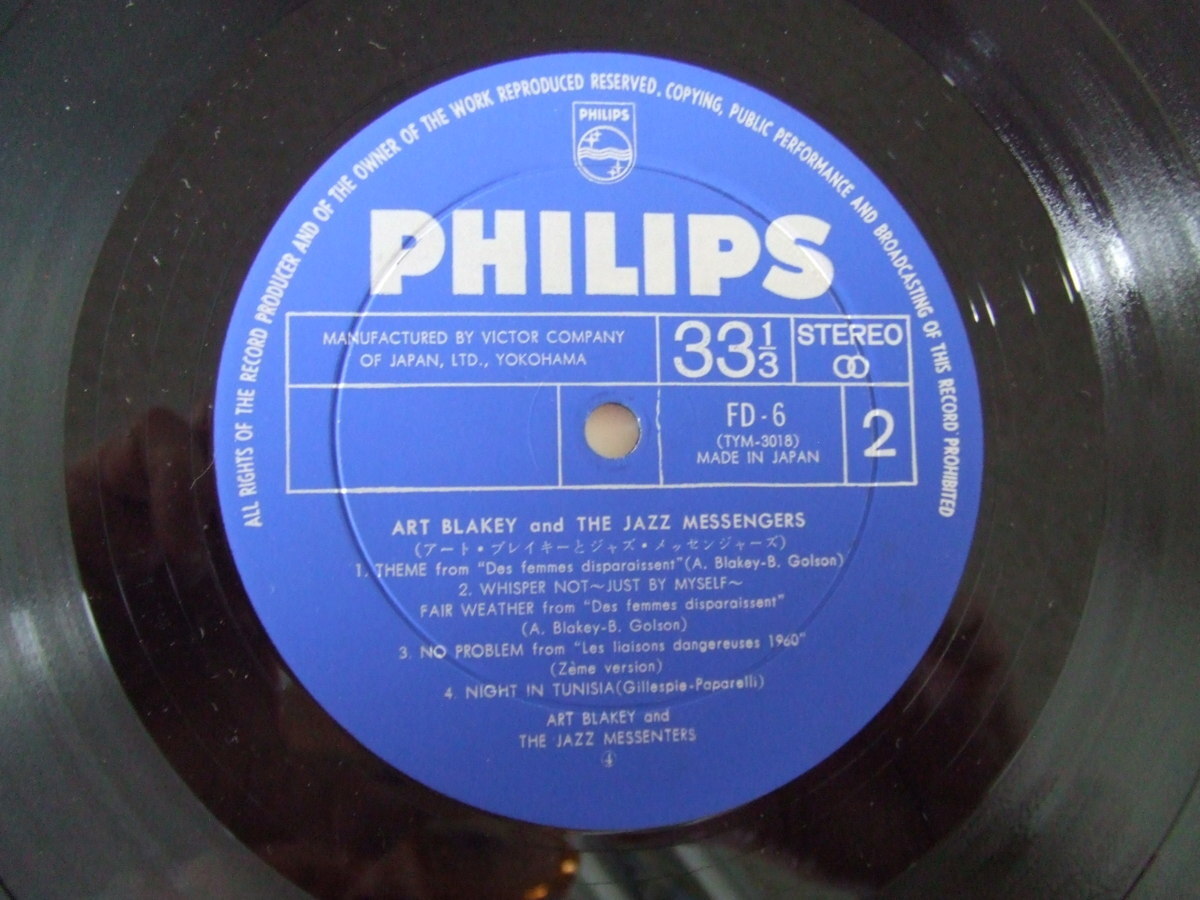 ALL RIGHTS OF THE RECORD PRODUCER AND OF THE OWNER OF THE WORK REPRODUCED RESERVED. COPYING, PUBLIC PERFORMANCE AND BROADCASTING OF THIS RECORD PROHIBITED
PHILIPS
PHILIPS
MANUFACTURED BY VICTOR COMPANY
OF JAPAN, LTD., YOKOHAMA
33 1/3
STEREO
FD-6
(TYM-3018)
MADE IN JAPAN
2
ART BLAKEY and THE JAZZ MESSENGERS
(アート・ブレイキーとジャズ・メッセンジャーズ)
1. THEME from "Des femmes disparaissent"(A. Blakey-B. Golson)
2. WHISPER NOT~JUST BY MYSELF~
FAIR WEATHER from "Des femmes disparaissent"
(A. Blakey-B. Golson)
3. NO PROBLEM from "Les liaisons dangereuses 1960"
(Zème version)
4. NIGHT IN TUNISIA(Gillespie-Paparelli)
ART BLAKEY and
THE JAZZ MESSENTERS
④